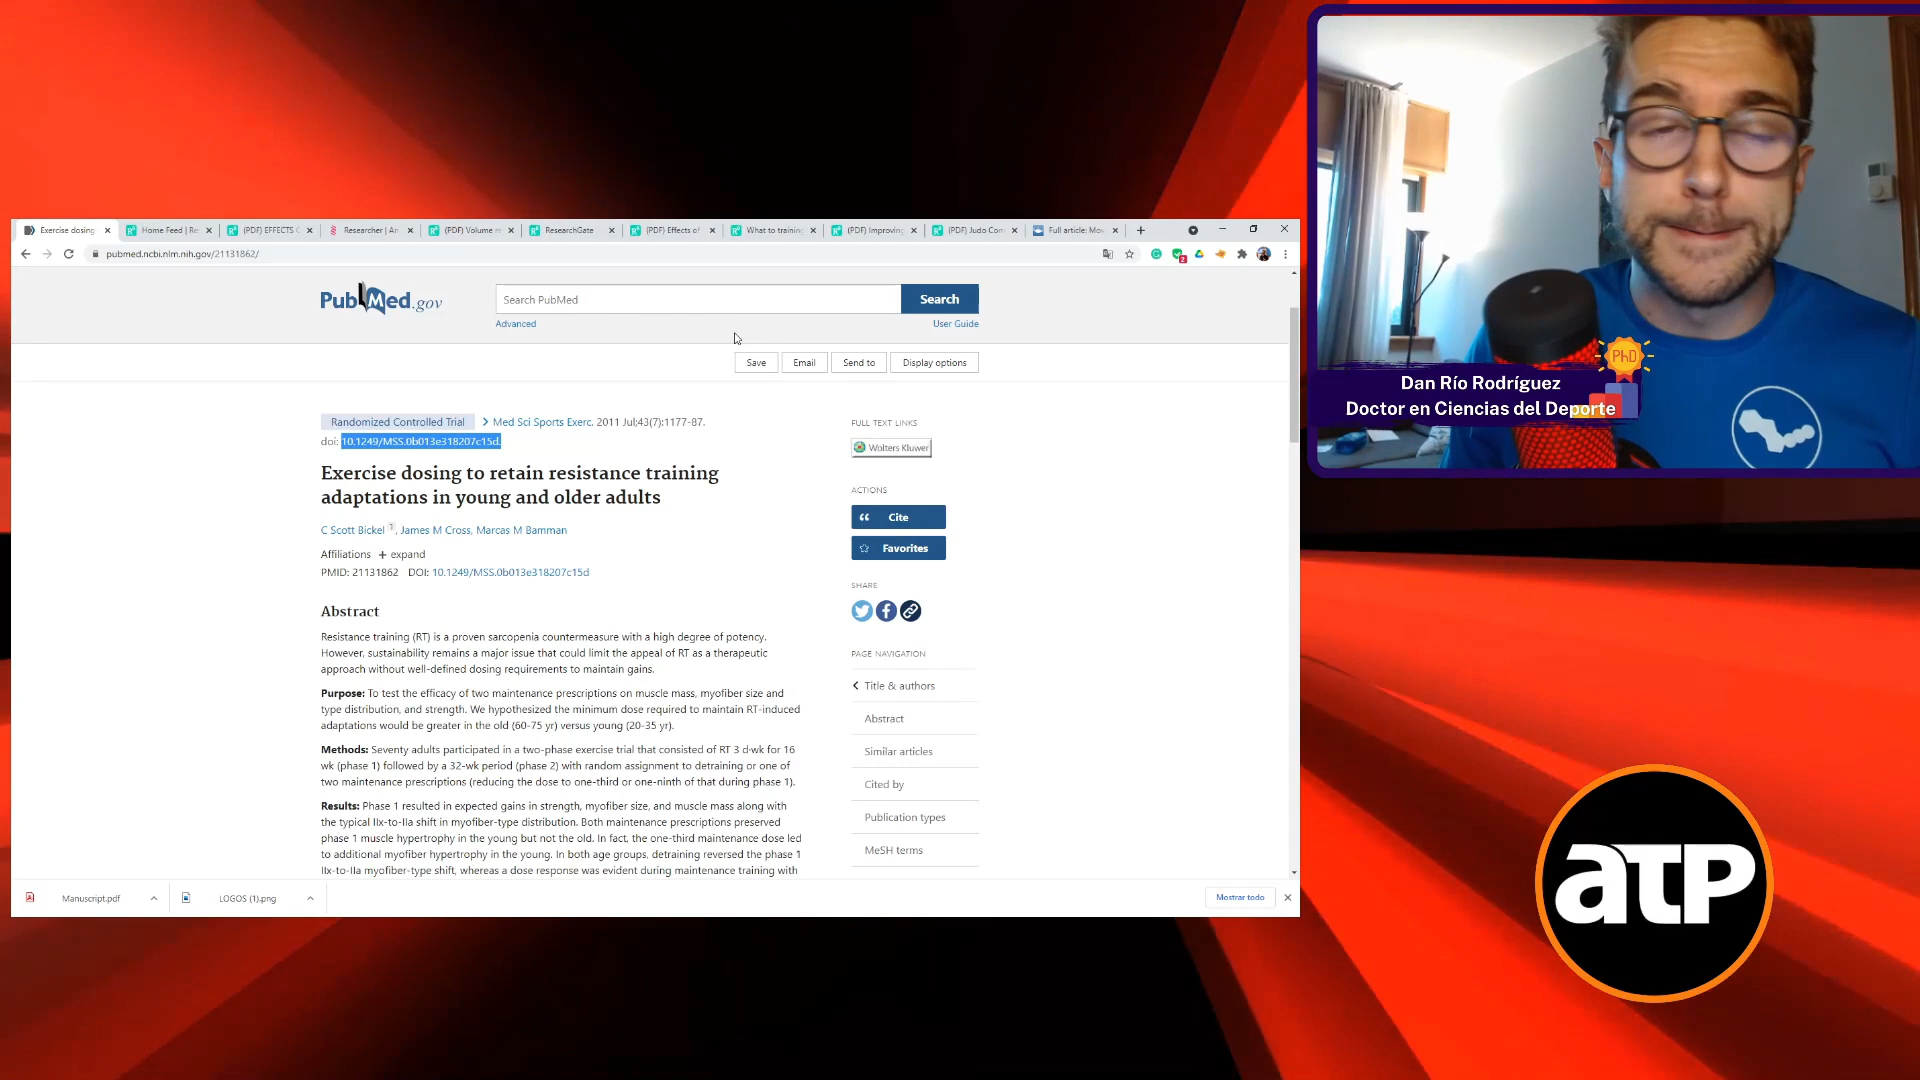 Exercise dosing
Home Feed | Re
(PDF) EFFECTS
Researcher | An
(PDF) Volume re
ResearchGate
(PDF) Effects of
What to training
(PDF) Improving
(PDF) Judo Com
Full article: Mov
pubmed.ncbi.nlm.nih.gov/21131862/
2
PubMed.gov
Search PubMed
Search
Advanced
User Guide
Save
Email
Send to
Display options
Randomized Controlled Trial
Med Sci Sports Exerc. 2011 Jul;43(7):1177-87.
doi: 10.1249/MSS.0b013e318207c15d.
Exercise dosing to retain resistance training
adaptations in young and older adults
C Scott Bickel 1, James M Cross, Marcas M Bamman
Affiliations + expand
PMID: 21131862 DOI: 10.1249/MSS.0b013e318207c15d
Abstract
Resistance training (RT) is a proven sarcopenia countermeasure with a high degree of potency.
However, sustainability remains a major issue that could limit the appeal of RT as a therapeutic
approach without well-defined dosing requirements to maintain gains.
Purpose: To test the efficacy of two maintenance prescriptions on muscle mass, myofiber size and
type distribution, and strength. We hypothesized the minimum dose required to maintain RT-induced
adaptations would be greater in the old (60-75 yr) versus young (20-35 yr).
Methods: Seventy adults participated in a two-phase exercise trial that consisted of RT 3 d·wk for 16
wk (phase 1) followed by a 32-wk period (phase 2) with random assignment to detraining or one of
two maintenance prescriptions (reducing the dose to one-third or one-ninth of that during phase 1).
Results: Phase 1 resulted in expected gains in strength, myofiber size, and muscle mass along with
the typical IIx-to-IIa shift in myofiber-type distribution. Both maintenance prescriptions preserved
phase 1 muscle hypertrophy in the young but not the old. In fact, the one-third maintenance dose led
to additional myofiber hypertrophy in the young. In both age groups, detraining reversed the phase 1
IIx-to-IIa myofiber-type shift, whereas a dose response was evident during maintenance training with
FULL TEXT LINKS
Wolters Kluwer
ACTIONS
Cite
Favorites
SHARE
PAGE NAVIGATION
Title & authors
Abstract
Similar articles
Cited by
Publication types
MeSH terms
Manuscript.pdf
LOGOS (1).png
Mostrar todo
PhD
Dan Río Rodríguez
Doctor en Ciencias del Deporte
aTP